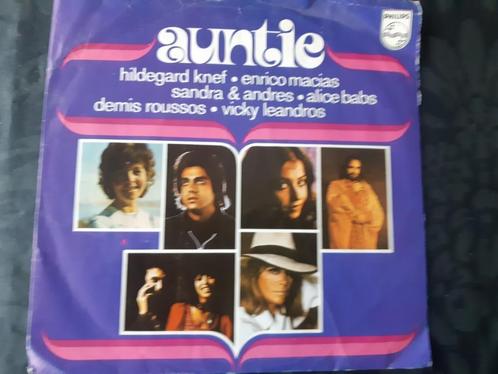 auntie
PHILIPS
hildegard knef • enrico macias
sandra & andres • alice babs
demis roussos • vicky leandros